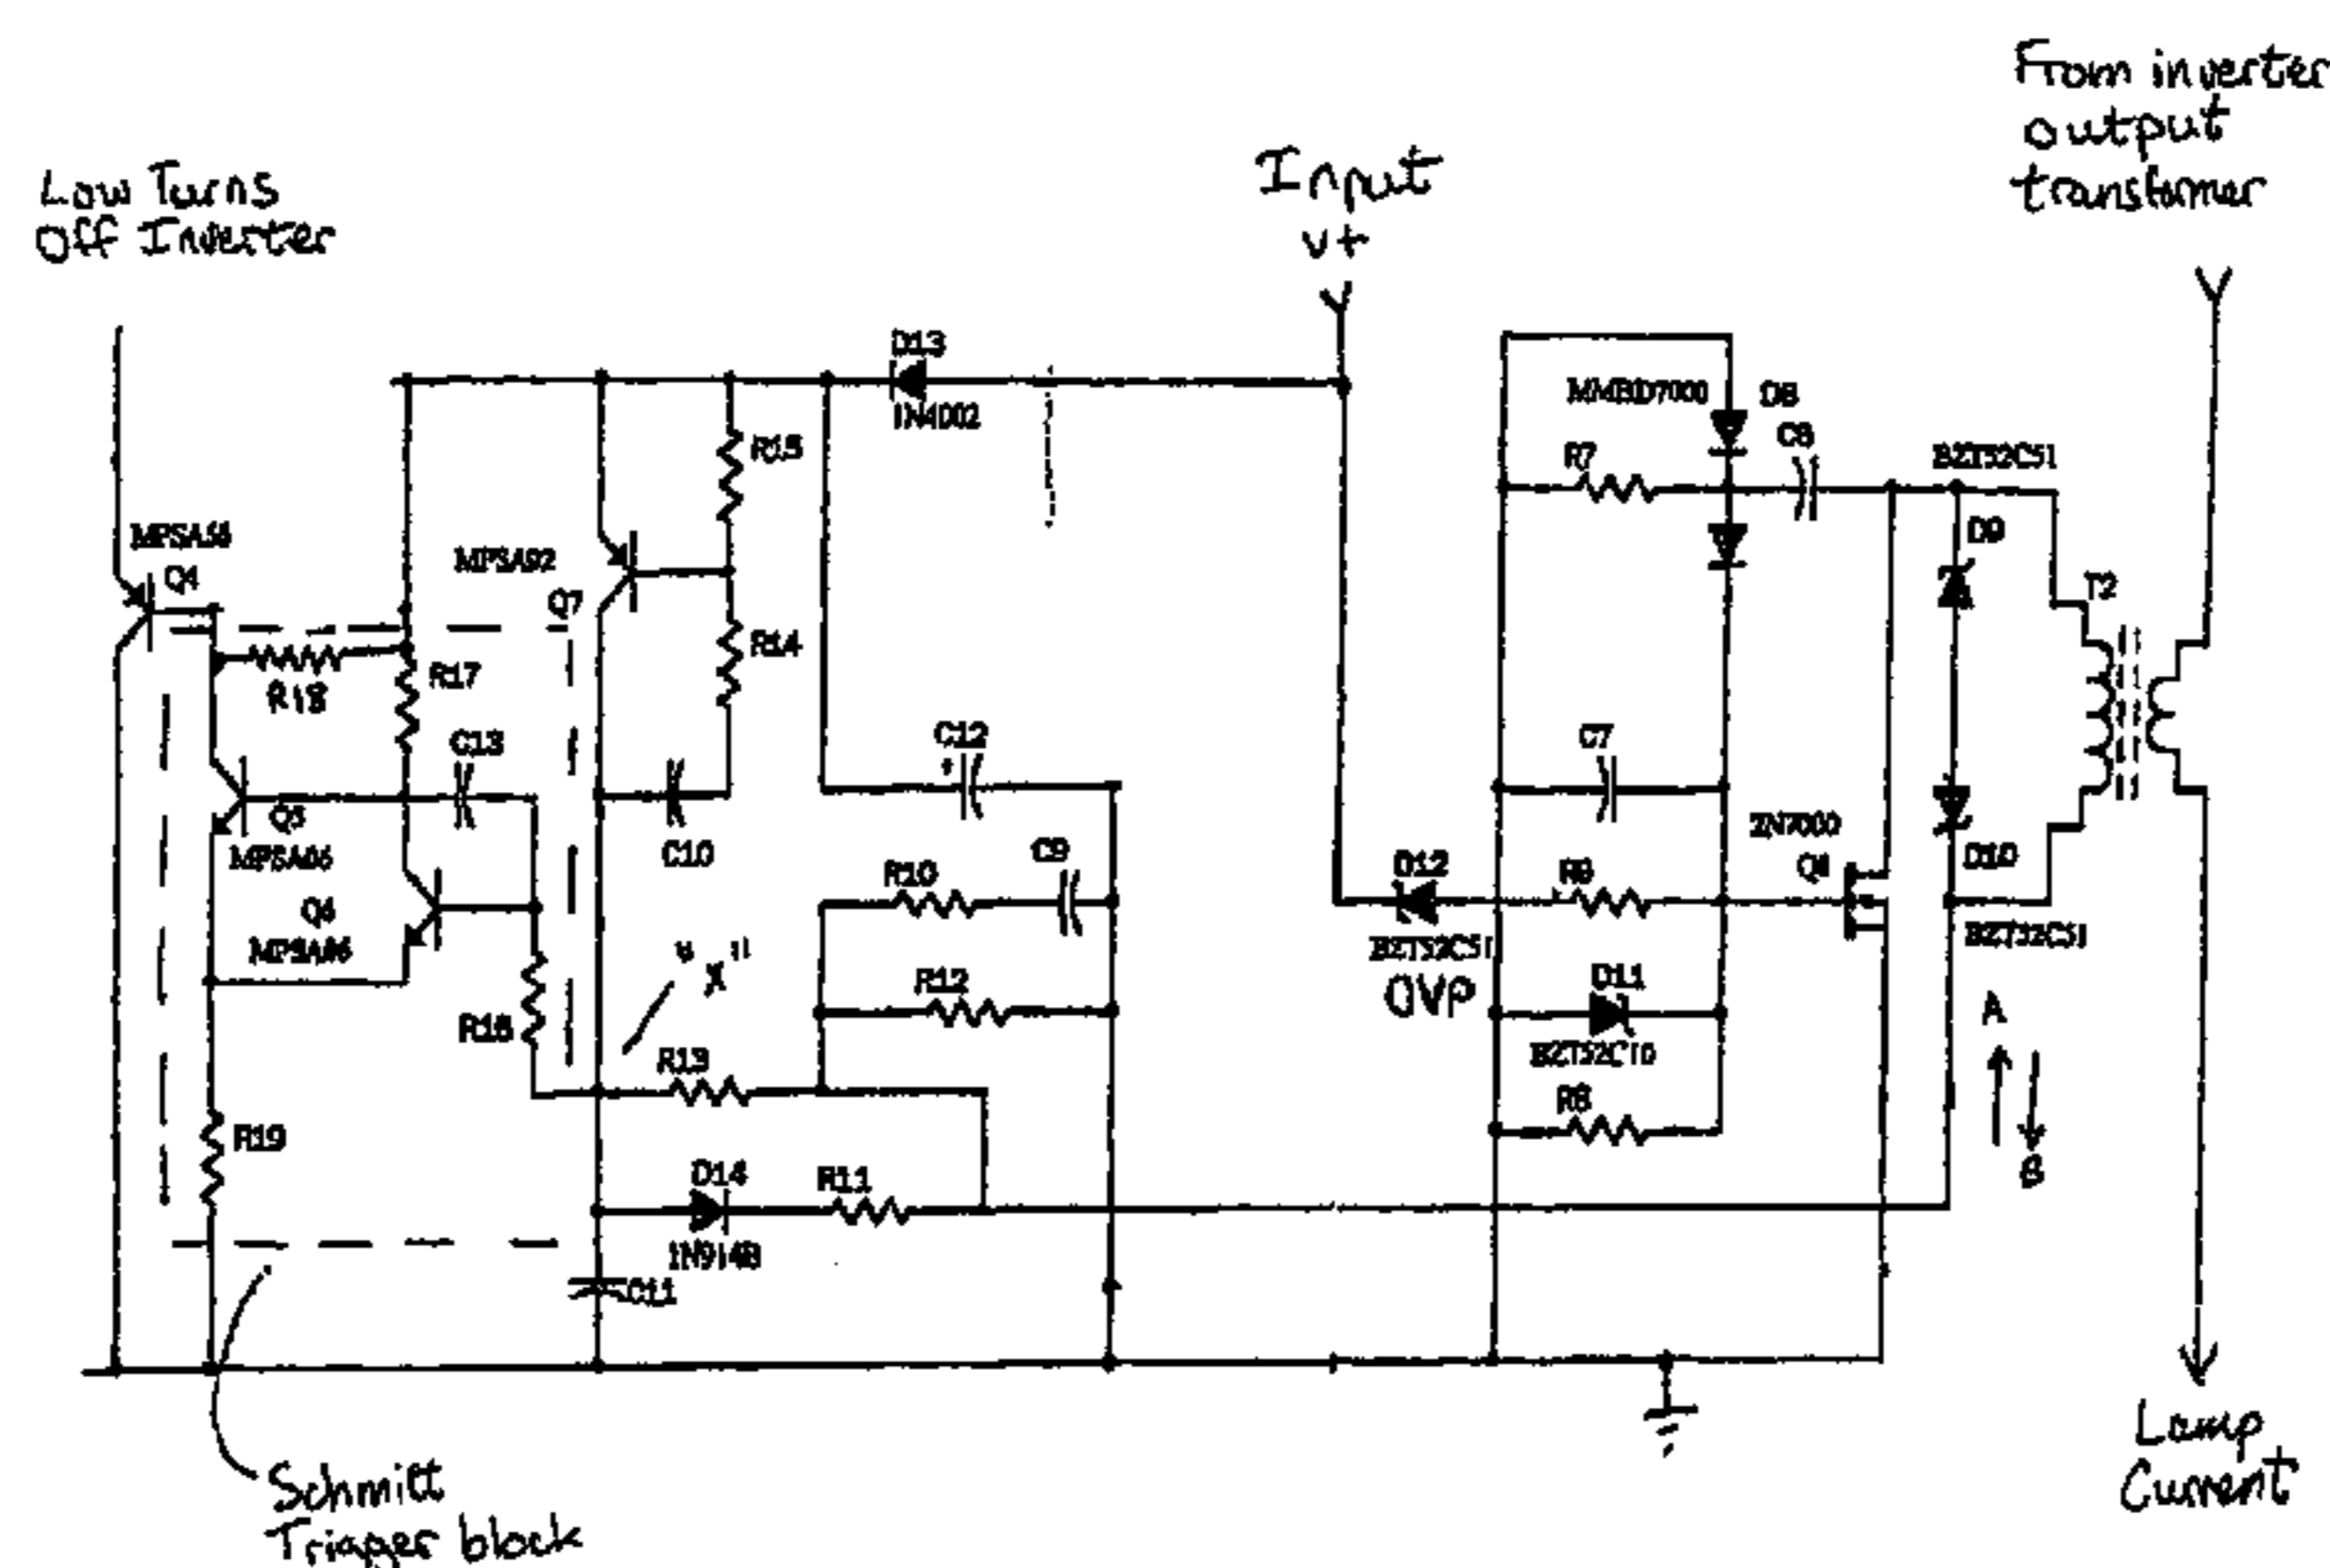 From inverter
output
transformer
Low Turns
Off Inverter
Input
V+
D13
1N4002
MMBD7000
D8
C8
R7
R15
BZT52C51
D9
MPSA56
Q4
MPSA92
Q7
T2
R14
R18
R17
C13
C12
C7
2N7000
Q8
Q5
MPSA06
C10
C9
R10
D12
BZT52C51
OVP
R9
D10
BZT52C51
Q6
MPSA06
"X"
R12
D11
BZT52C10
A
R16
R13
R8
B
R19
D14
R11
1N914B
C11
Lamp
Current
Schmitt
Trigger block